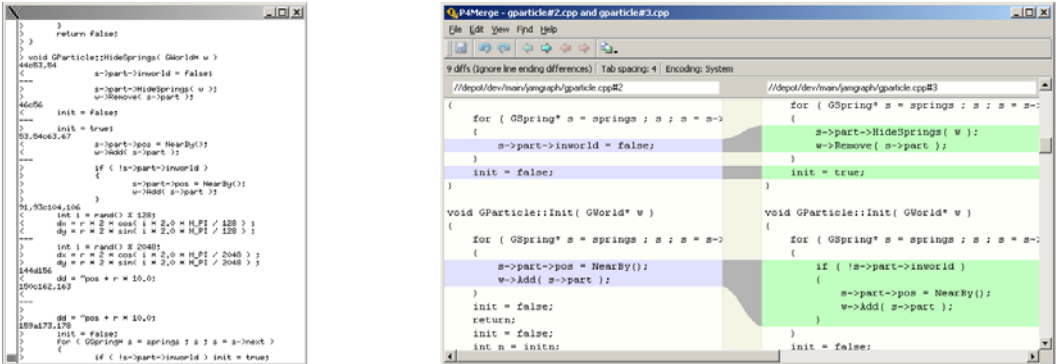 >               }
>       return false;
> }
>
> void GParticle::HideSprings( GWorld* w )
44c53,54
<               s->part->inworld = false;
---
>               s->part->HideSprings( w );
>               w->Remove( s->part );
46c56
<       init = false;
---
>       init = true;
53,54c63,67
<               s->part->pos = NearBy();
<               w->Add( s->part );
---
>               if ( !s->part->inworld )
>               {
>                       s->part->pos = NearBy();
>                       w->Add( s->part );
>               }
91,93c104,106
<       int i = rand() % 128;
<       dx = r * 2 * cos( i * 2.0 * M_PI / 128 ) ;
<       dy = r * 2 * sin( i * 2.0 * M_PI / 128 ) ;
---
>       int i = rand() % 2048;
>       dx = r * 2 * cos( i * 2.0 * M_PI / 2048 ) ;
>       dy = r * 2 * sin( i * 2.0 * M_PI / 2048 ) ;
144d156
<       dd = ~pos + r * 10.0;
150c162,163
<
---
>
>       dd = ~pos + r * 10.0;
159a173,178
>       init = false;
>       for ( GSpring* s = springs ; s ; s = s->next )
>       {
>               if ( !s->part->inworld ) init = true;
P4Merge - gparticle#2.cpp and gparticle#3.cpp
File Edit View Find Help
9 diffs (Ignore line ending differences) Tab spacing: 4 Encoding: System
//depot/dev/main/jamgraph/gparticle.cpp#2
{
    for ( GSpring* s = springs ; s ; s = s->
    {
        s->part->inworld = false;
    }
    init = false;
}
void GParticle::Init( GWorld* w )
{
    for ( GSpring* s = springs ; s ; s = s->
    {
        s->part->pos = NearBy();
        w->Add( s->part );
    }
    init = false;
    return;
    init = false;
    int n = initn;
//depot/dev/main/jamgraph/gparticle.cpp#3
    for ( GSpring* s = springs ; s ; s = s->
    {
        s->part->HideSprings( w );
        w->Remove( s->part );
    }
    init = true;
}
void GParticle::Init( GWorld* w )
{
    for ( GSpring* s = springs ; s ; s = s->
    {
        if ( !s->part->inworld )
        {
            s->part->pos = NearBy();
            w->Add( s->part );
        }
    }
    init = false;